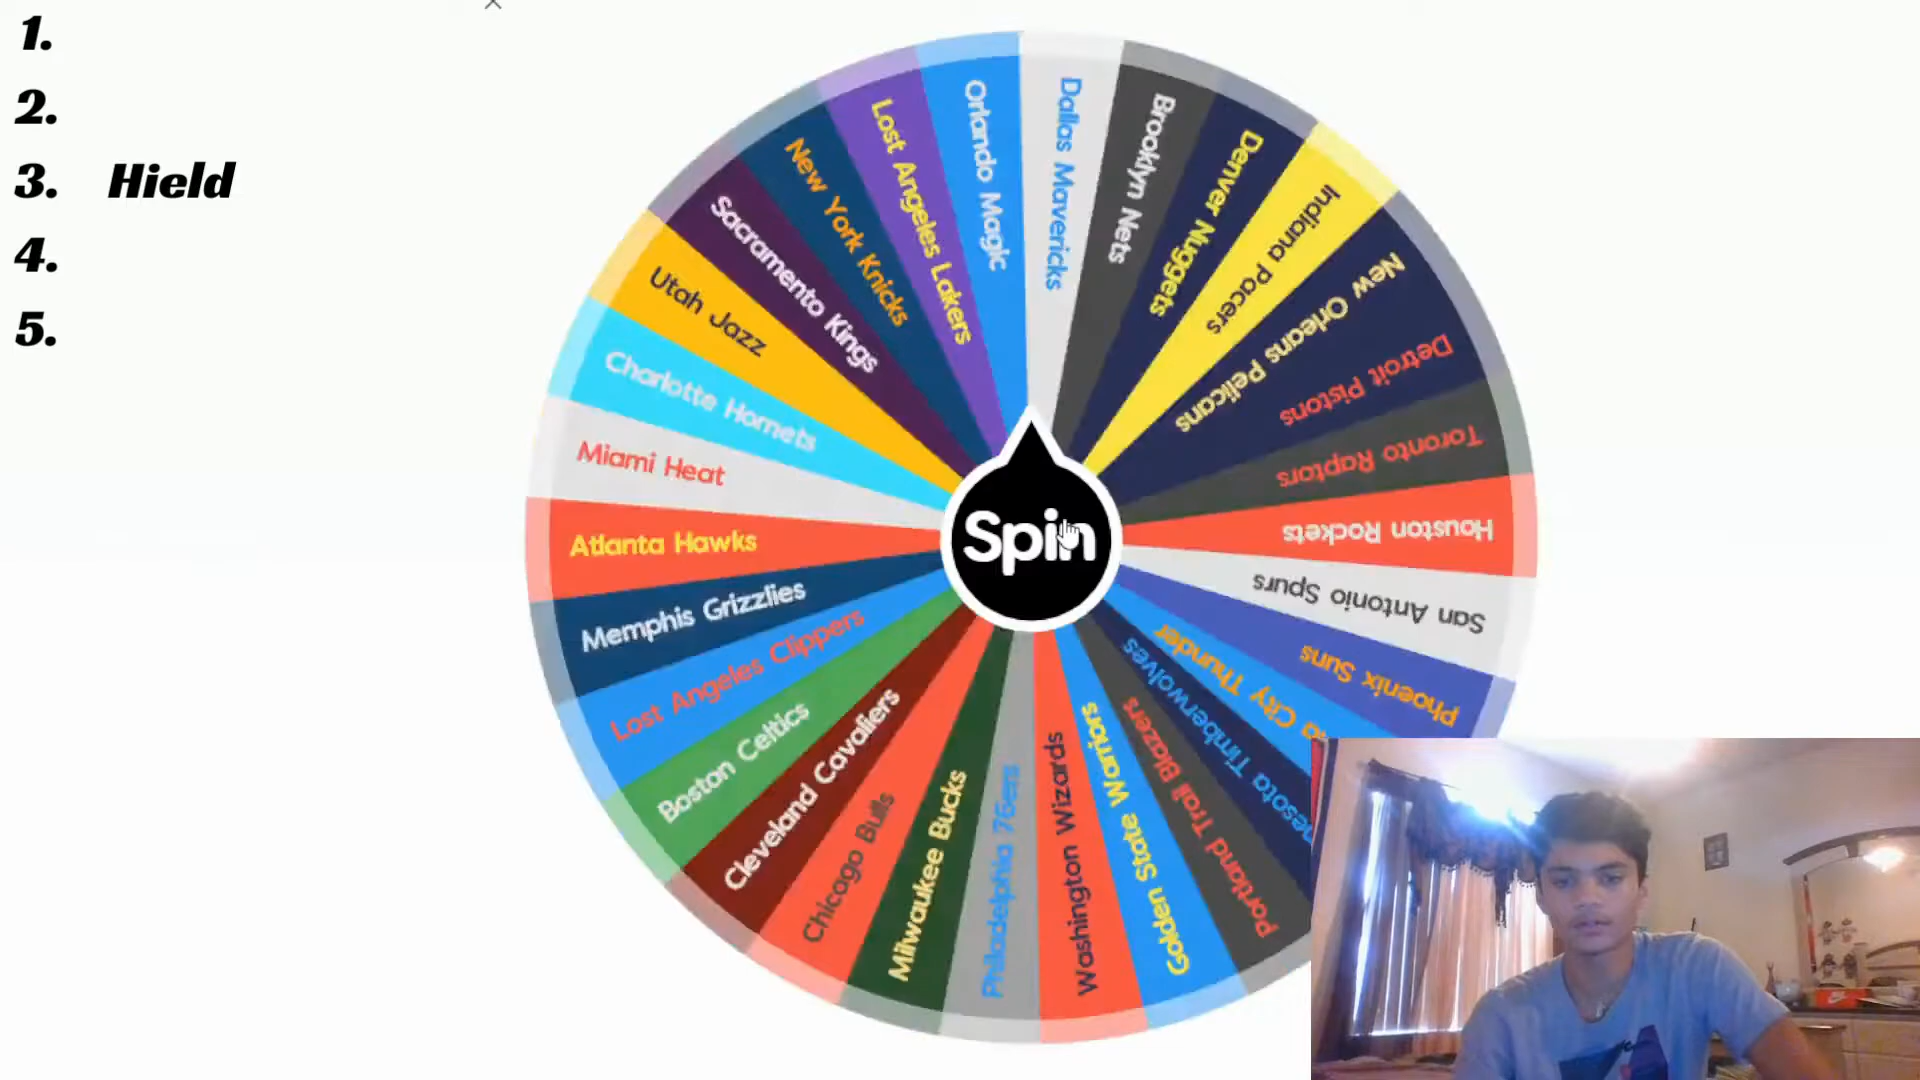 1.
2.
3. Hield
4.
5.
Dallas Mavericks
Brooklyn Nets
Denver Nuggets
Indiana Pacers
New Orleans Pelicans
Detroit Pistons
Toronto Raptors
Houston Rockets
San Antonio Spurs
Phoenix Suns
City Thunder
Timberwolves
Portland Trail Blazers
Golden State Warriors
Washington Wizards
Philadelphia 76ers
Milwaukee Bucks
Chicago Bulls
Cleveland Cavaliers
Boston Celtics
Lost Angeles Clippers
Memphis Grizzlies
Atlanta Hawks
Miami Heat
Charlotte Hornets
Utah Jazz
Sacramento Kings
New York Knicks
Lost Angeles Lakers
Orlando Magic
Spin